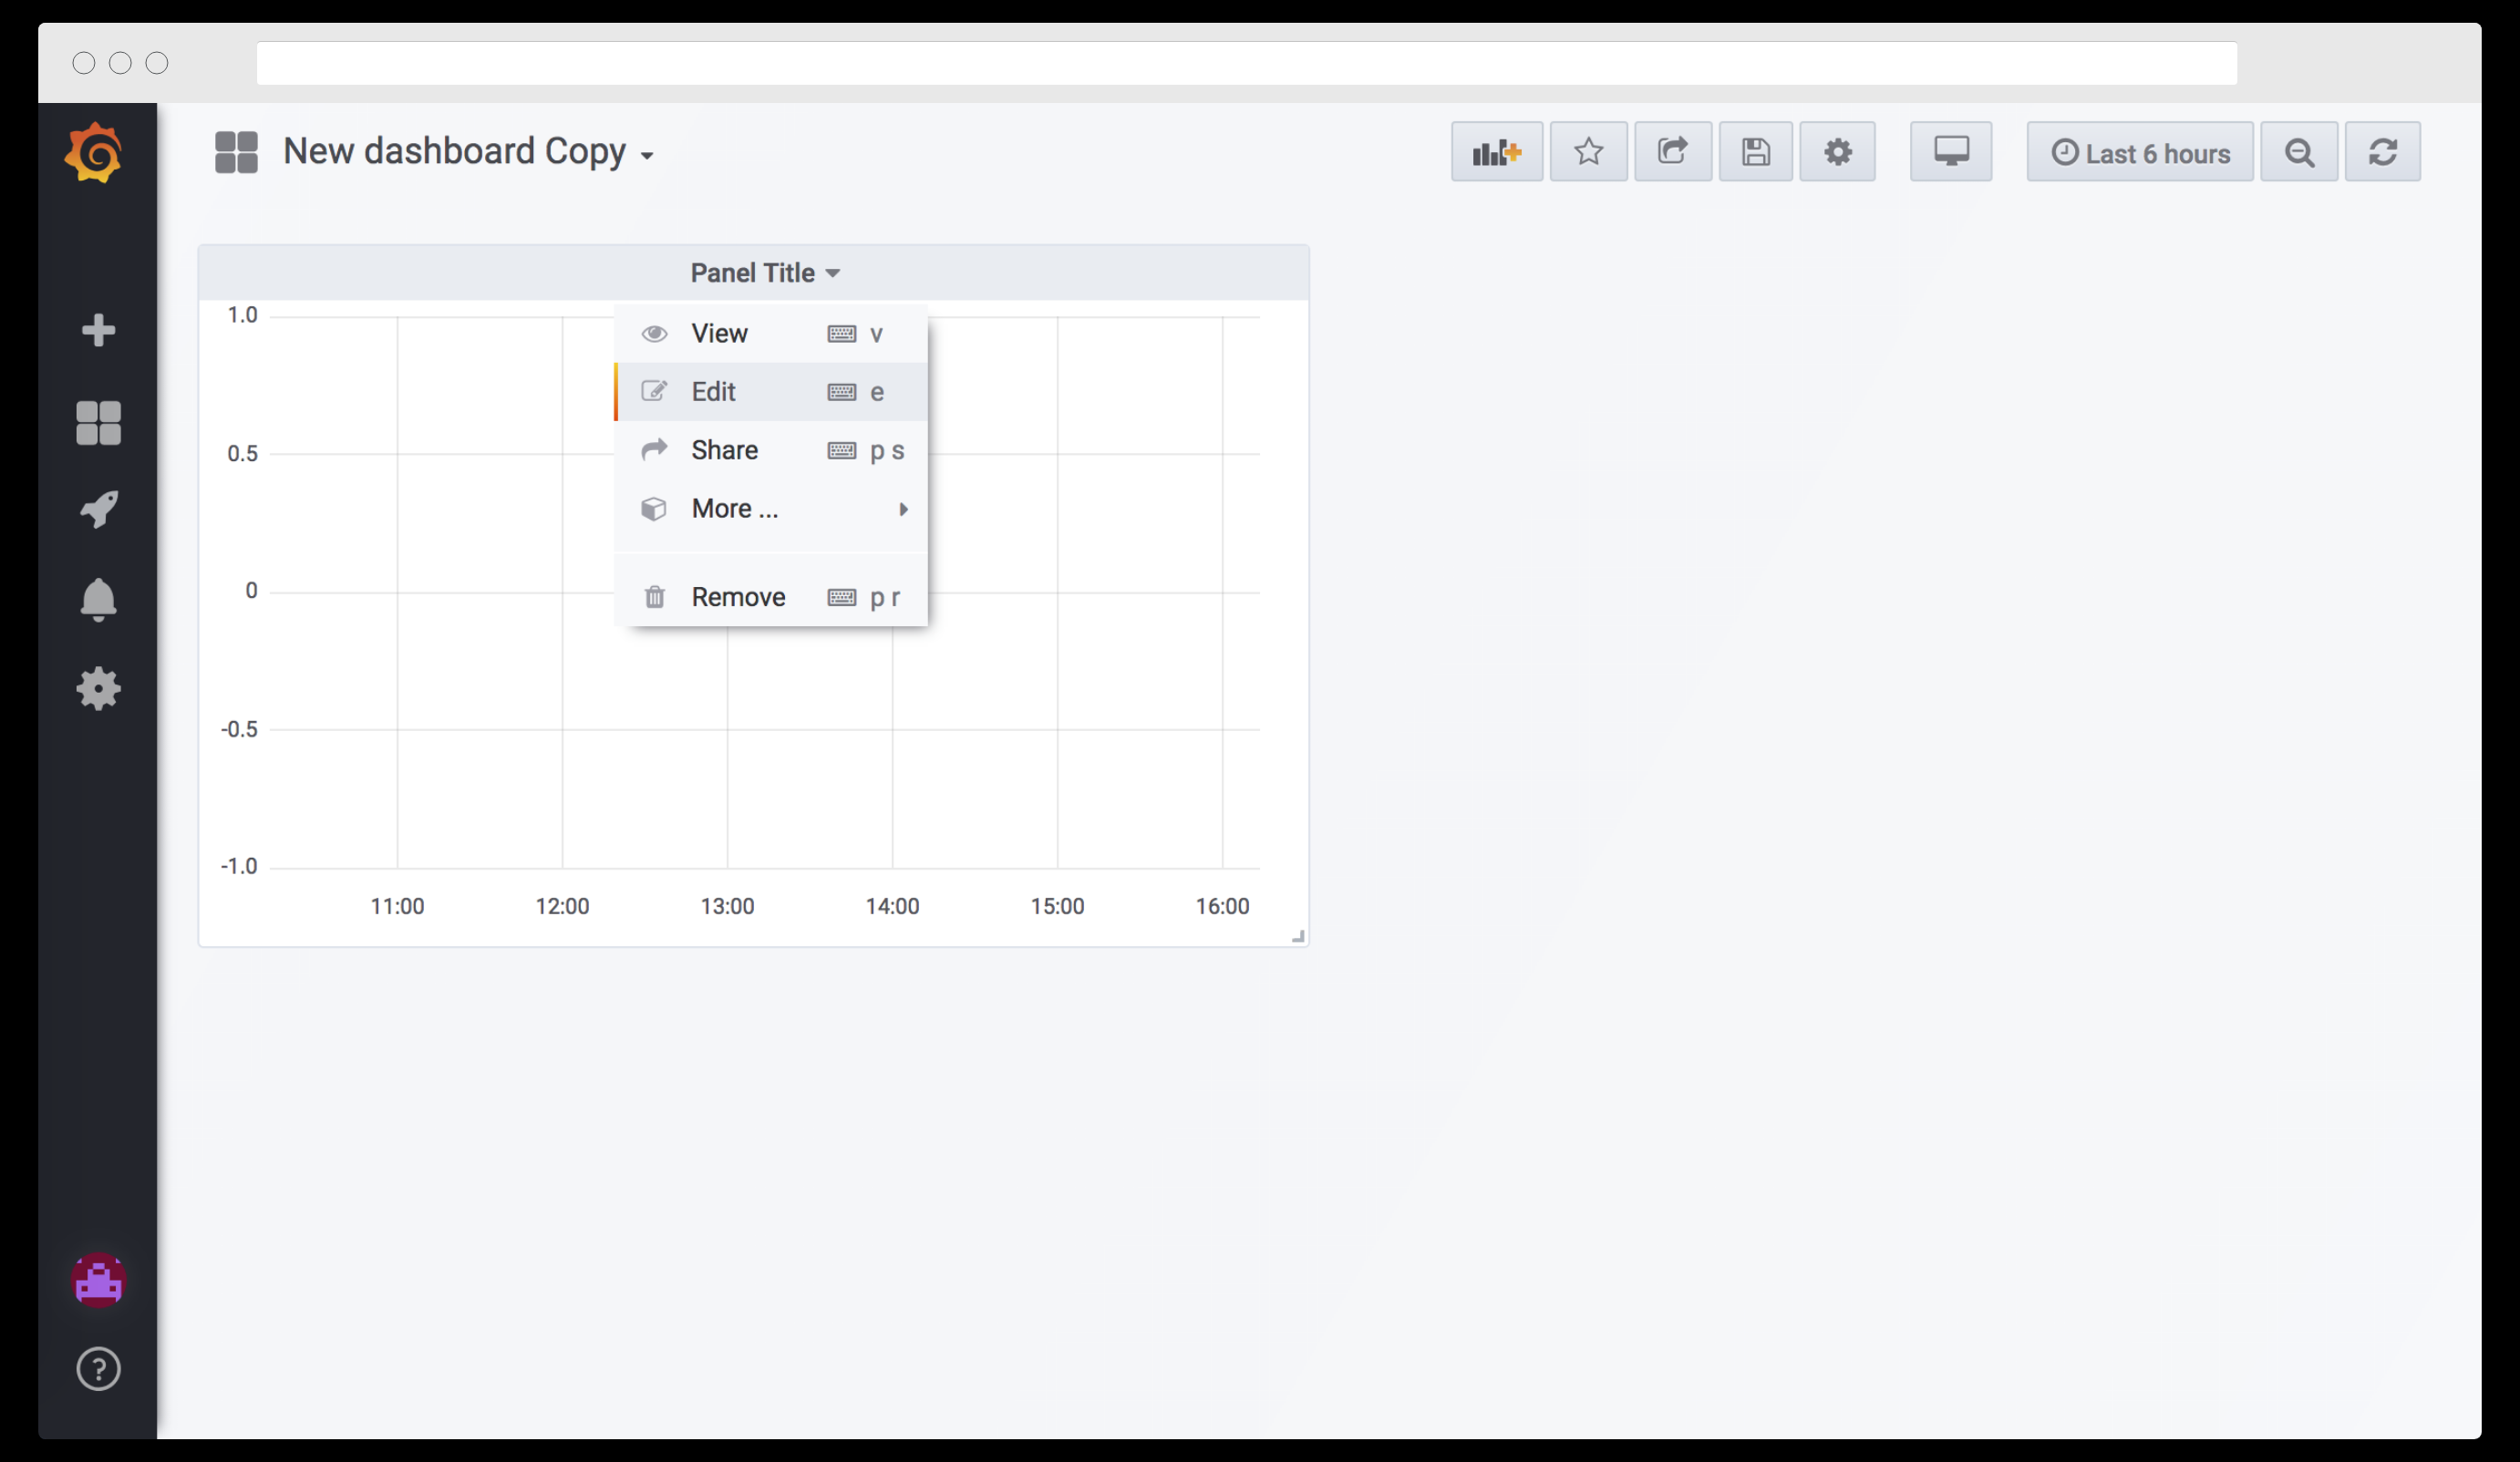 New dashboard Copy
Last 6 hours
Panel Title
1.0
0.5
0
-0.5
-1.0
View v
Edit e
Share p s
More ...
Remove p r
11:00 12:00 13:00 14:00 15:00 16:00
?